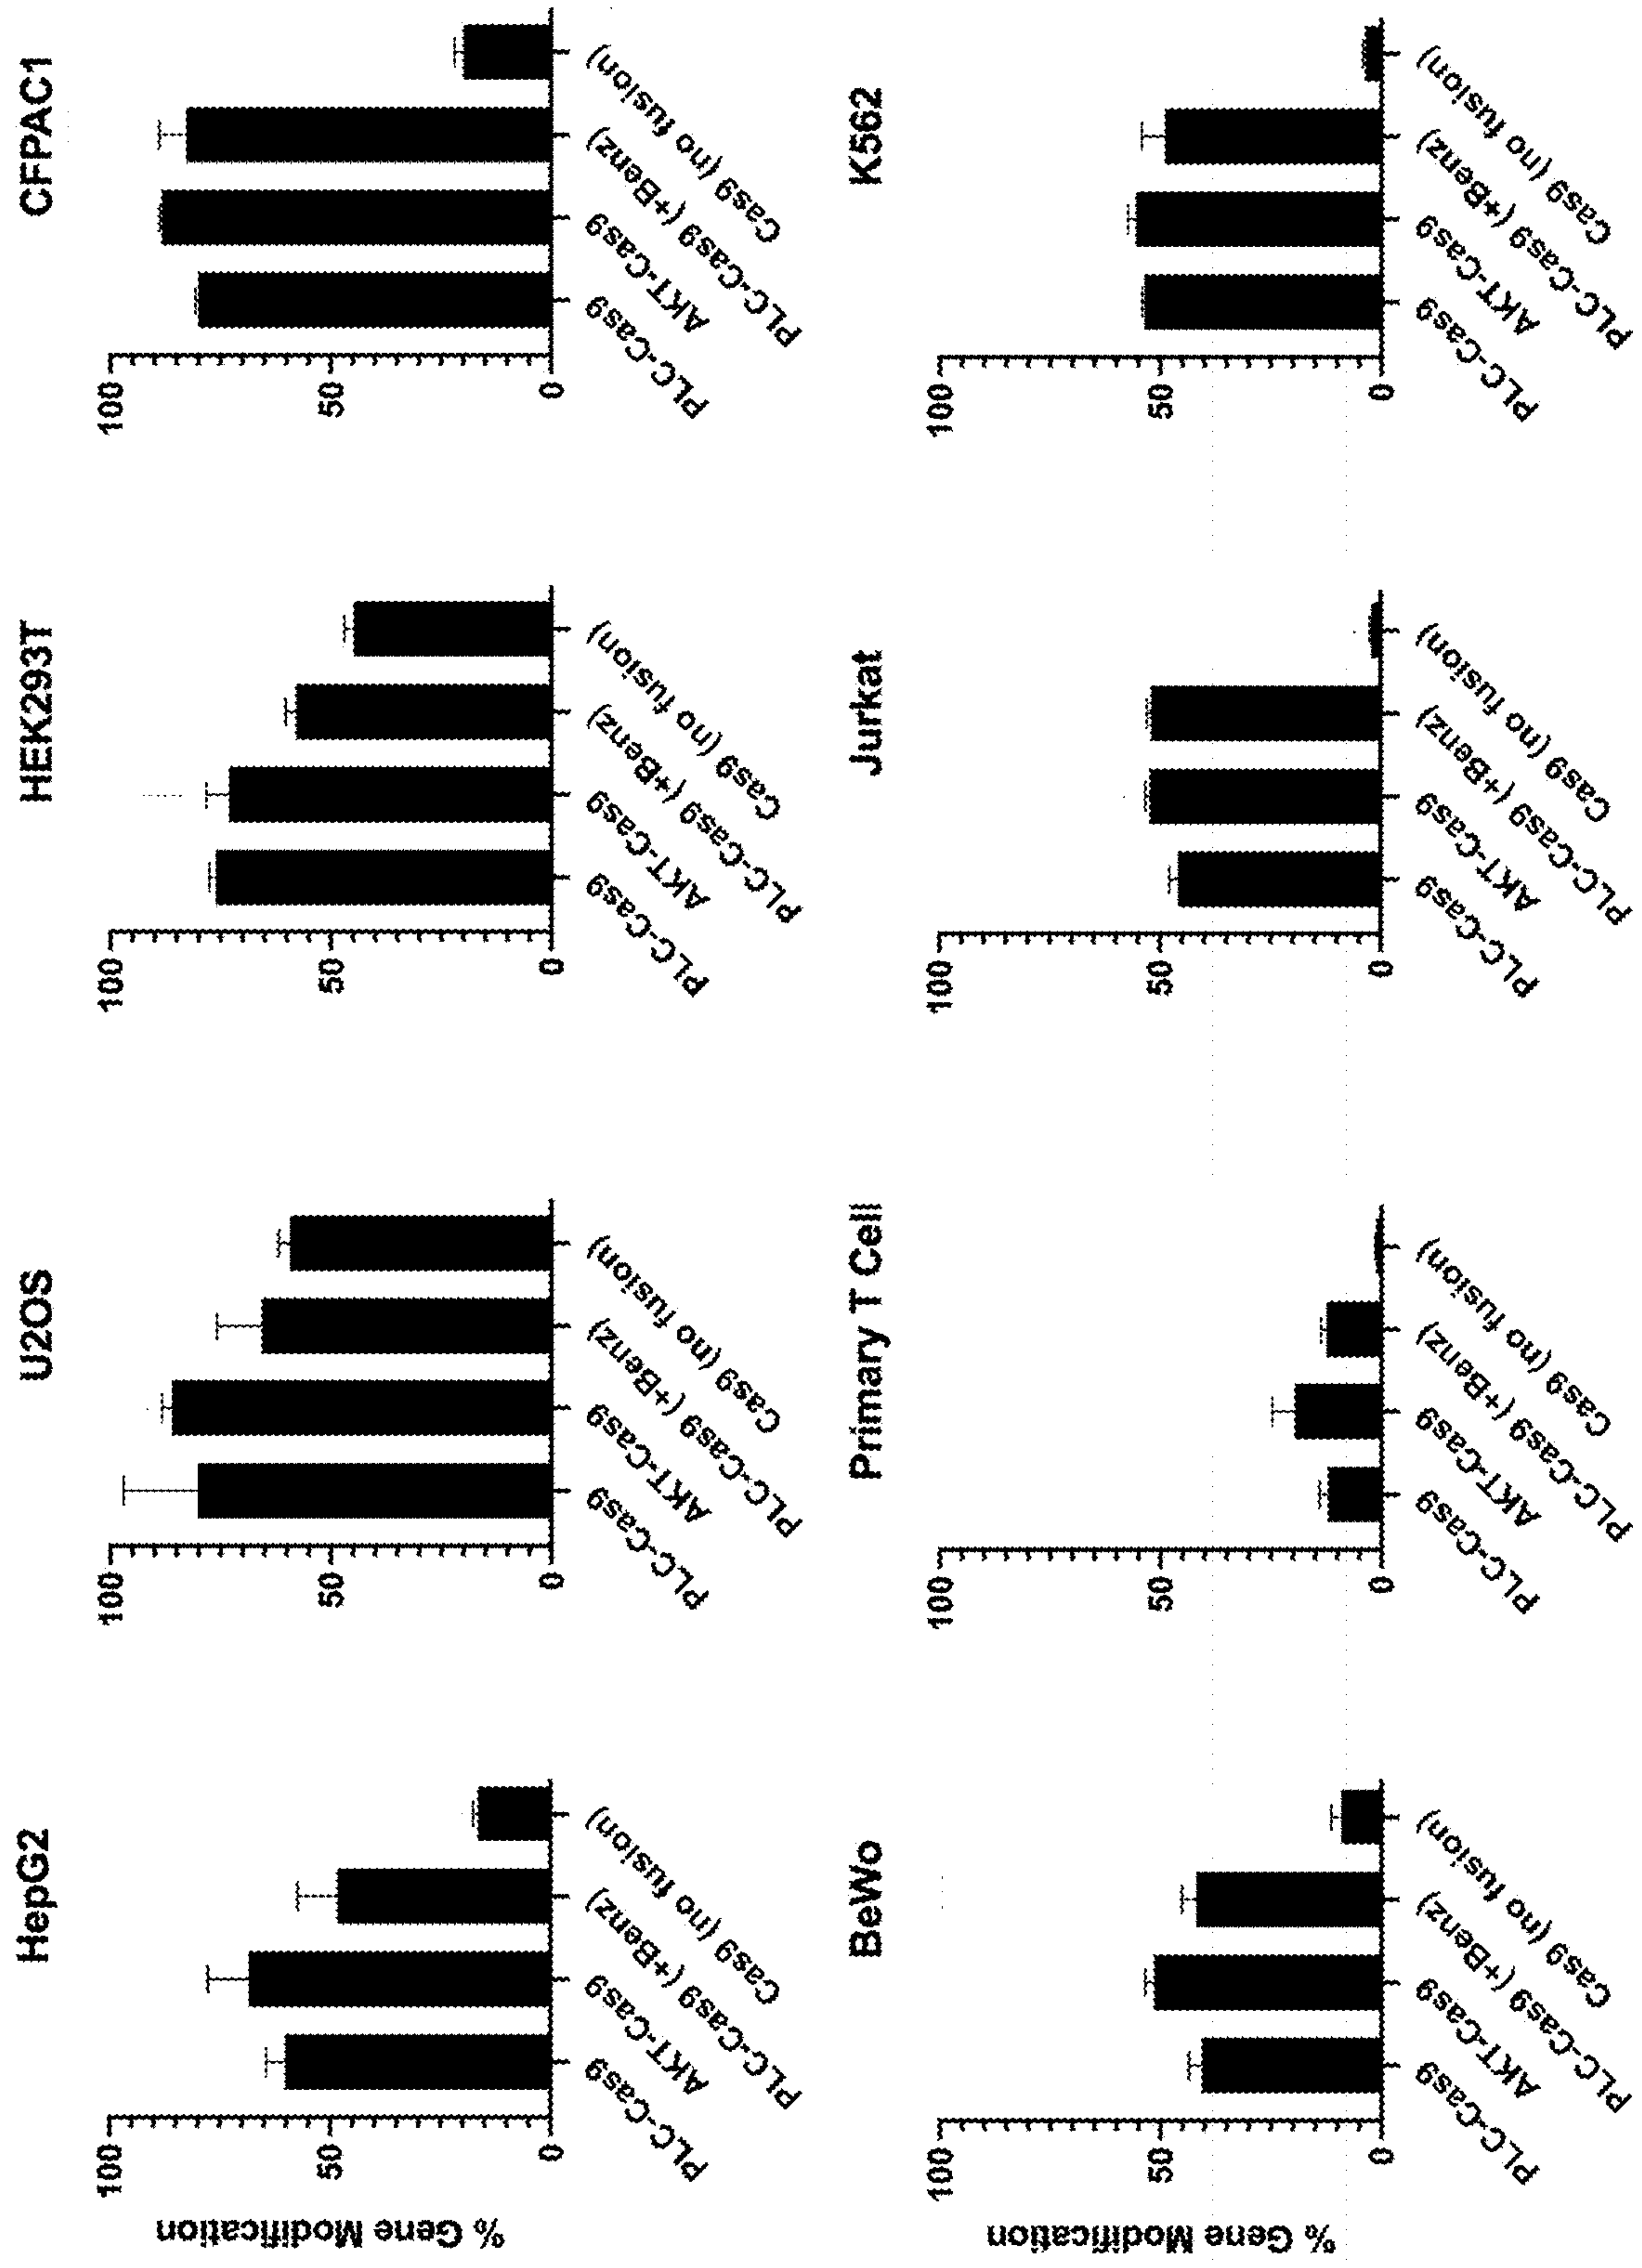 HepG2
% Gene Modification
100
50
0
PLC-Cas9
AKT-Cas9
PLC-Cas9 (+Benz)
Cas9 (no fusion)
U2OS
100
50
0
PLC-Cas9
AKT-Cas9
PLC-Cas9 (+Benz)
Cas9 (no fusion)
HEK293T
100
50
0
PLC-Cas9
AKT-Cas9
PLC-Cas9 (+Benz)
Cas9 (no fusion)
CFPAC1
100
50
0
PLC-Cas9
AKT-Cas9
PLC-Cas9 (+Benz)
Cas9 (no fusion)
BeWo
% Gene Modification
100
50
0
PLC-Cas9
AKT-Cas9
PLC-Cas9 (+Benz)
Cas9 (no fusion)
Primary T Cell
100
50
0
PLC-Cas9
AKT-Cas9
PLC-Cas9 (+Benz)
Cas9 (no fusion)
Jurkat
100
50
0
PLC-Cas9
AKT-Cas9
PLC-Cas9 (+Benz)
Cas9 (no fusion)
K562
100
50
0
PLC-Cas9
AKT-Cas9
PLC-Cas9 (+Benz)
Cas9 (no fusion)